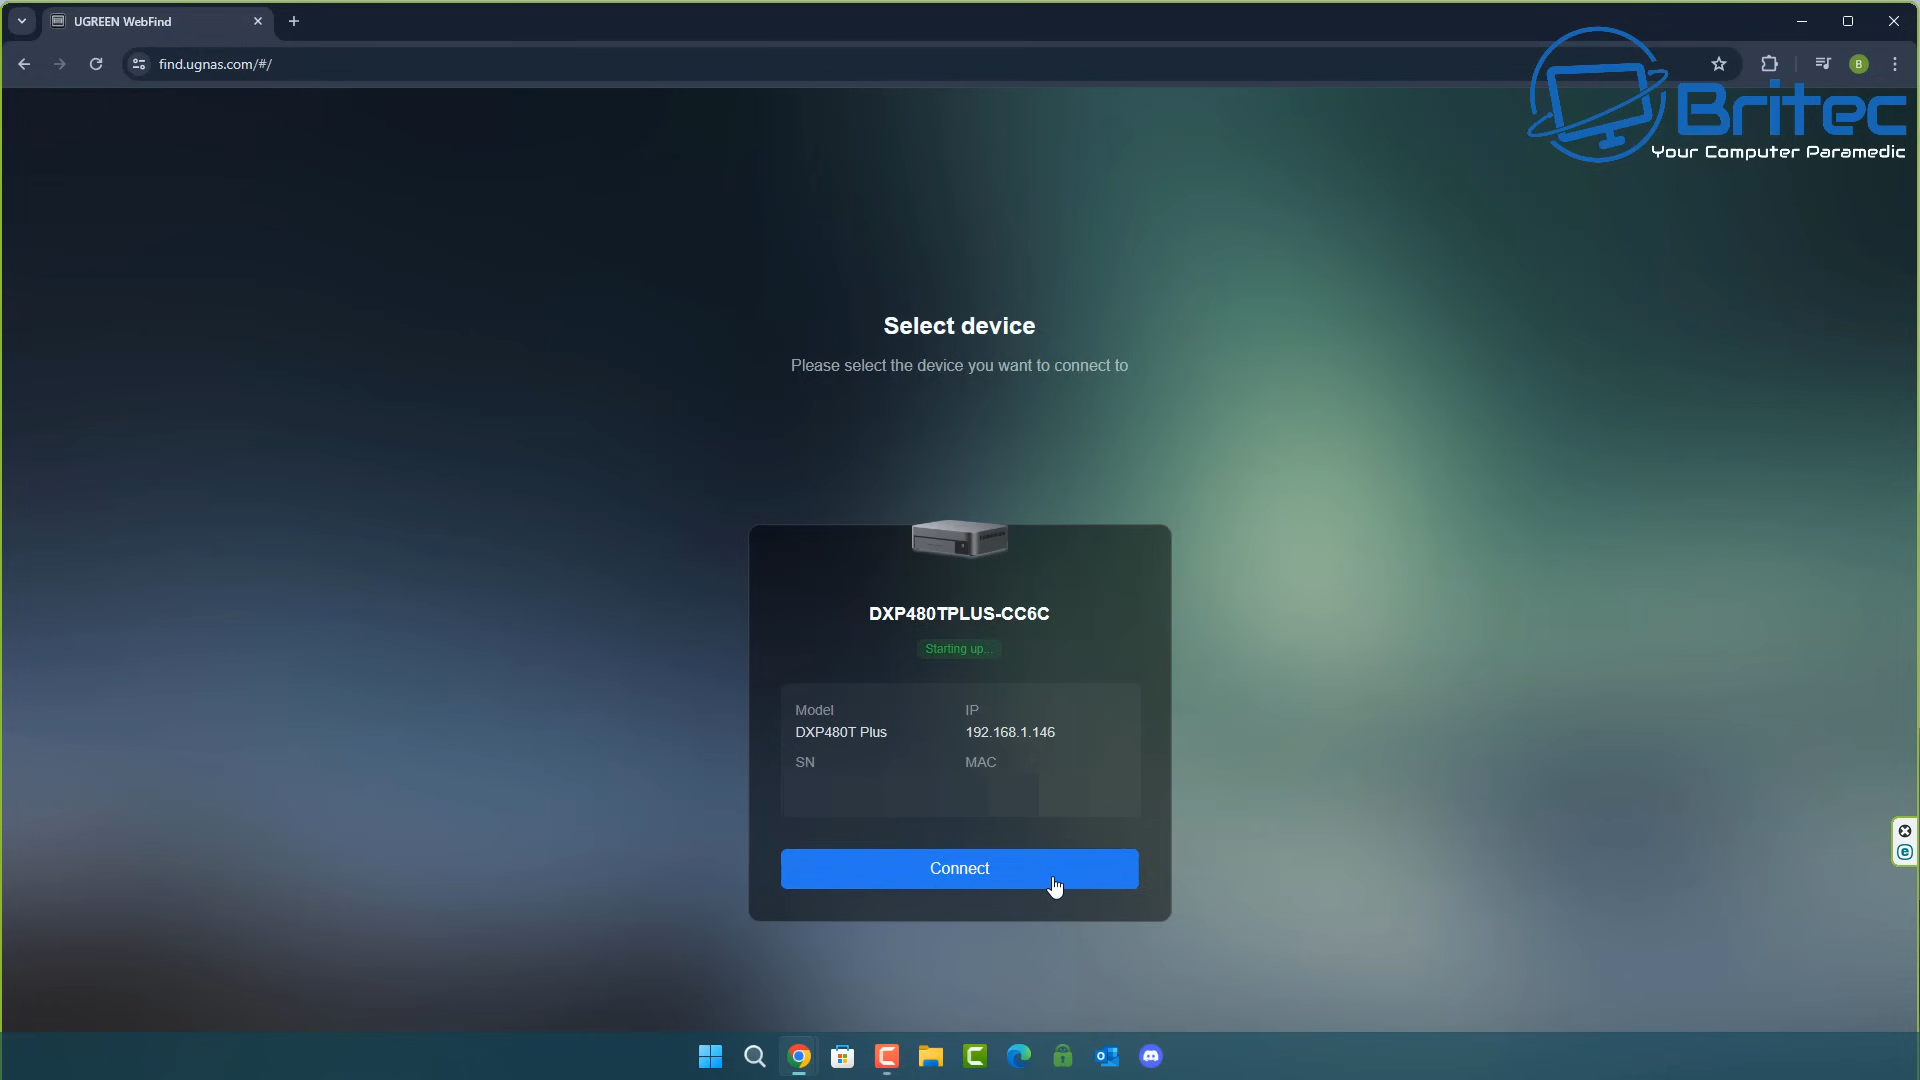 UGREEN WebFind
find.ugnas.com/#/
B
Britec
Your Computer Paramedic
Select device
Please select the device you want to connect to
DXP480TPLUS-CC6C
Starting up...
Model IP
DXP480T Plus 192.168.1.146
SN MAC
Connect